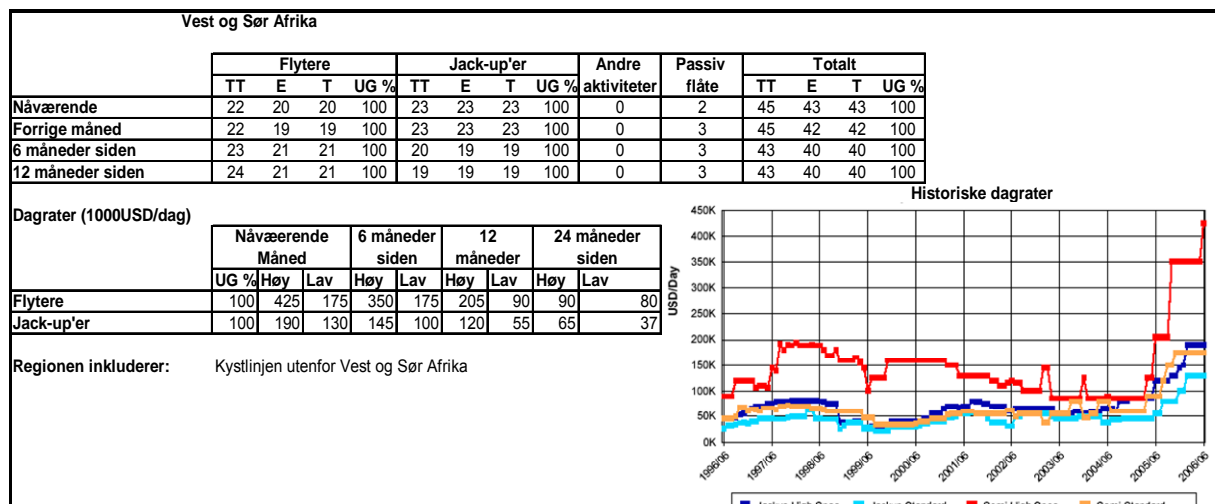 Vest og Sør Afrika
Flytere Jack-up'er Andre Passiv Totalt
TT E T UG % TT E T UG % aktiviteter flåte TT E T UG %
Nåværende 22 20 20 100 23 23 23 100 0 2 45 43 43 100
Forrige måned 22 19 19 100 23 23 23 100 0 3 45 42 42 100
6 måneder siden 23 21 21 100 20 19 19 100 0 3 43 40 40 100
12 måneder siden 24 21 21 100 19 19 19 100 0 3 43 40 40 100
Dagrater (1000USD/dag)
Nåvæerende 6 måneder 12 24 måneder
Måned siden måneder siden
UG % Høy Lav Høy Lav Høy Lav Høy Lav
Flytere 100 425 175 350 175 205 90 90 80
Jack-up'er 100 190 130 145 100 120 55 65 37
Regionen inkluderer: Kystlinjen utenfor Vest og Sør Afrika
Historiske dagrater
USD/Day
450K
400K
350K
300K
250K
200K
150K
100K
50K
0K
1996/06 1997/06 1998/06 1999/06 2000/06 2001/06 2002/06 2003/06 2004/06 2005/06 2006/06